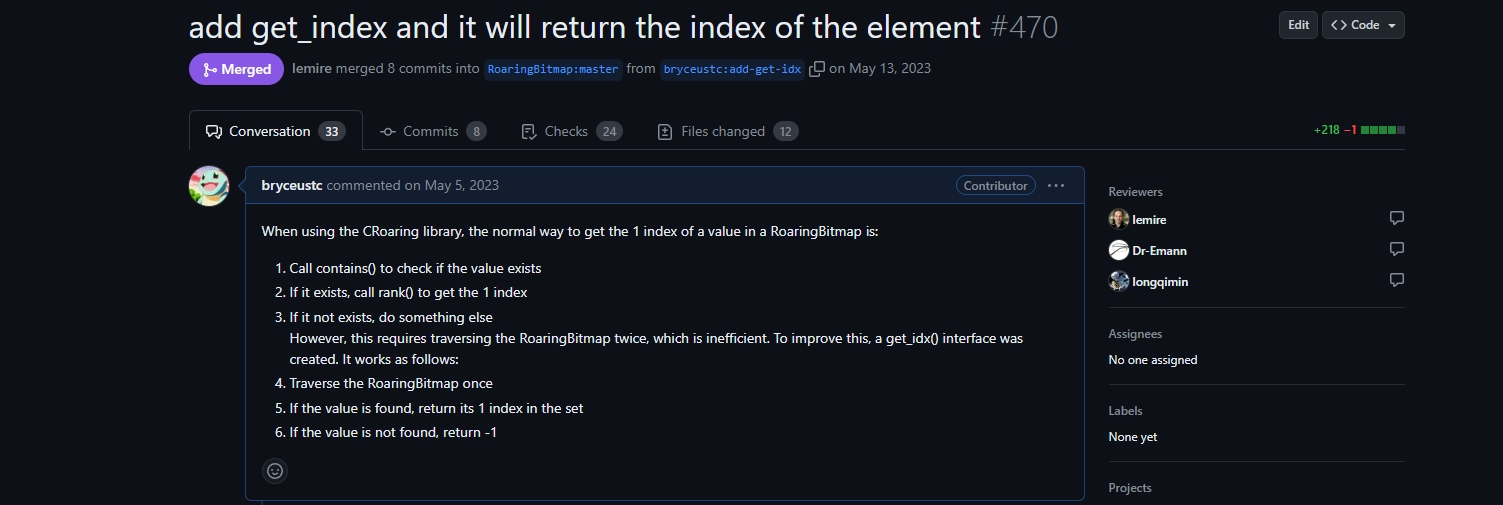 add get_index and it will return the index of the element #470
Edit
<> Code
Merged
lemire merged 8 commits into RoaringBitmap:master from bryceustc:add-get-idx on May 13, 2023
Conversation 33
Commits 8
Checks 24
Files changed 12
+218 −1
bryceustc commented on May 5, 2023
Contributor
When using the CRoaring library, the normal way to get the 1 index of a value in a RoaringBitmap is:
1. Call contains() to check if the value exists
2. If it exists, call rank() to get the 1 index
3. If it not exists, do something else
However, this requires traversing the RoaringBitmap twice, which is inefficient. To improve this, a get_idx() interface was
created. It works as follows:
4. Traverse the RoaringBitmap once
5. If the value is found, return its 1 index in the set
6. If the value is not found, return -1
Reviewers
lemire
Dr-Emann
longqimin
Assignees
No one assigned
Labels
None yet
Projects